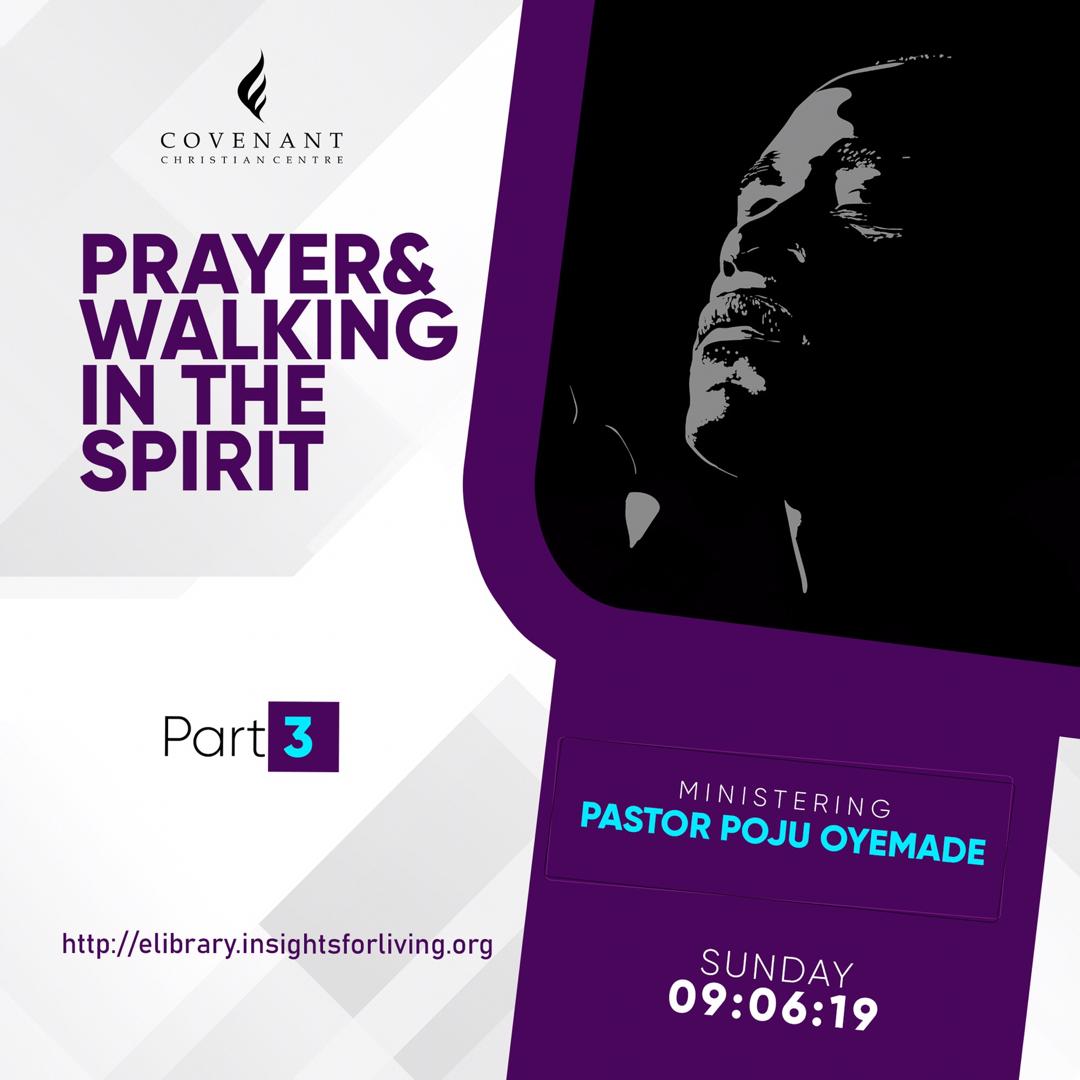 COVENANT
CHRISTIAN CENTRE
PRAYER&
WALKING
IN THE
SPIRIT
Part 3
http://elibrary.insightsforliving.org
MINISTERING
PASTOR POJU OYEMADE
SUNDAY
09:06:19